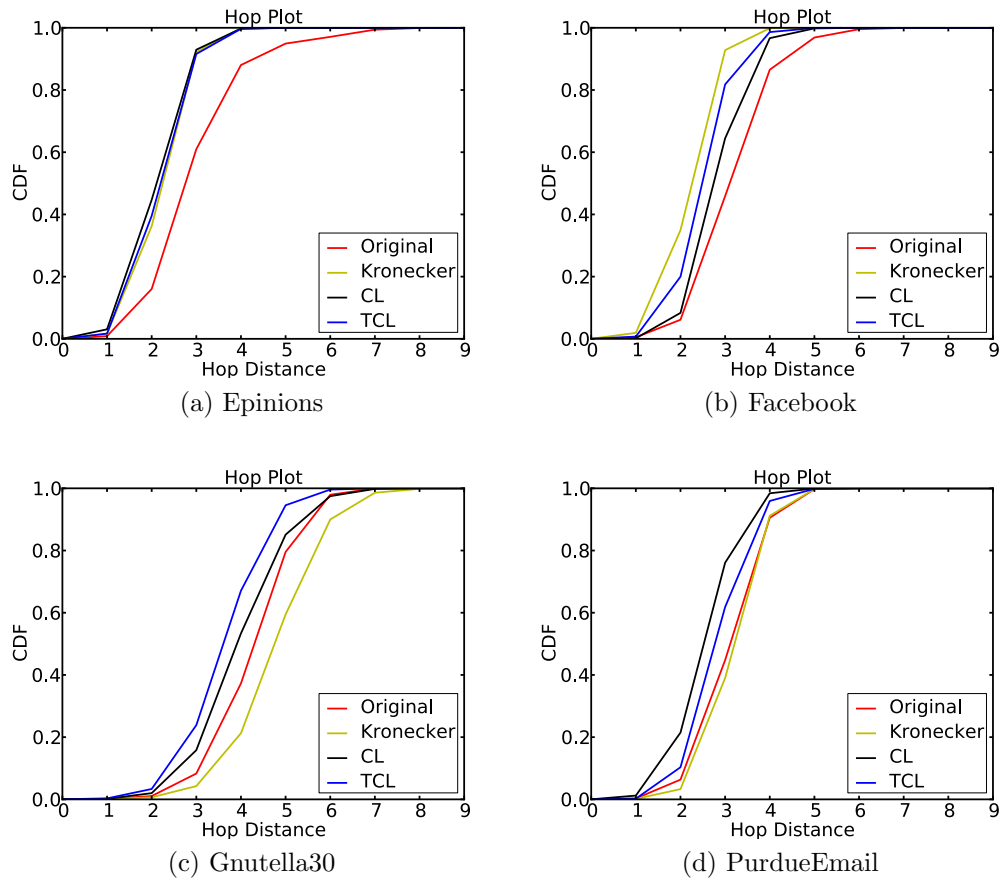 Hop Plot
CDF
1.0
0.8
0.6
0.4
0.2
0.0
Original
Kronecker
CL
TCL
0 1 2 3 4 5 6 7 8 9
Hop Distance
(a) Epinions
Hop Plot
CDF
1.0
0.8
0.6
0.4
0.2
0.0
Original
Kronecker
CL
TCL
0 1 2 3 4 5 6 7 8 9
Hop Distance
(b) Facebook
Hop Plot
CDF
1.0
0.8
0.6
0.4
0.2
0.0
Original
Kronecker
CL
TCL
0 1 2 3 4 5 6 7 8 9
Hop Distance
(c) Gnutella30
Hop Plot
CDF
1.0
0.8
0.6
0.4
0.2
0.0
Original
Kronecker
CL
TCL
0 1 2 3 4 5 6 7 8 9
Hop Distance
(d) PurdueEmail